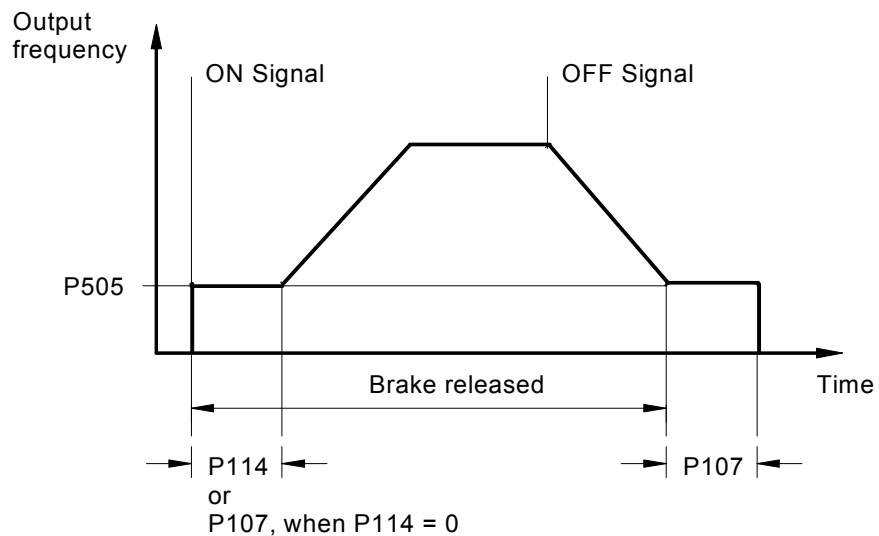 Output
frequency
ON Signal
OFF Signal
P505
Brake released
Time
P114
or
P107, when P114 = 0
P107